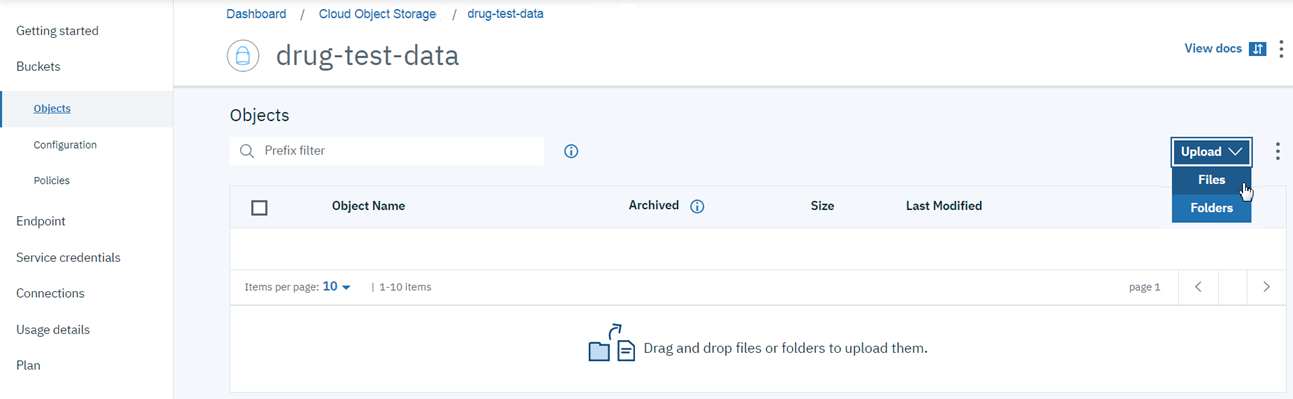 Dashboard / Cloud Object Storage / drug-test-data
drug-test-data
View docs
Getting started
Buckets
Objects
Configuration
Policies
Endpoint
Service credentials
Connections
Usage details
Plan
Objects
Prefix filter
Upload
Files
Folders
Object Name Archived Size Last Modified
Items per page: 10 | 1-10 items page 1
Drag and drop files or folders to upload them.